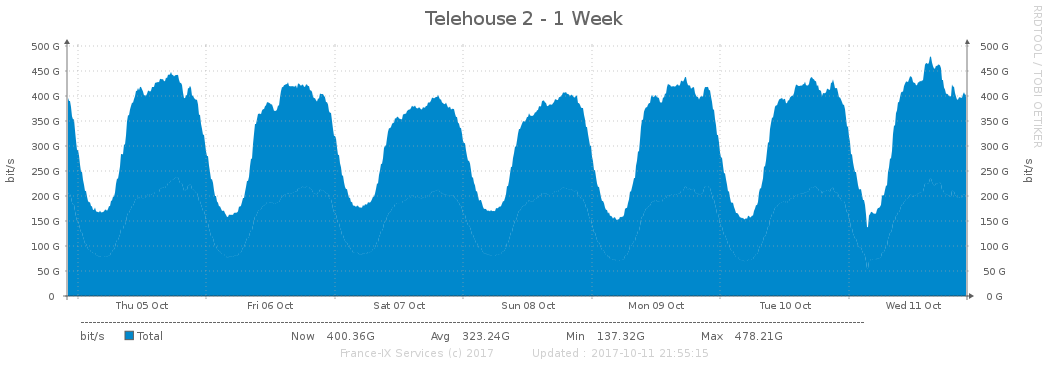 Telehouse 2 - 1 Week
RRDTOOL / TOBI OETIKER
bit/s
500 G
450 G
400 G
350 G
300 G
250 G
200 G
150 G
100 G
50 G
0
500 G
450 G
400 G
350 G
300 G
250 G
200 G
150 G
100 G
50 G
0 G
bit/s
Thu 05 Oct Fri 06 Oct Sat 07 Oct Sun 08 Oct Mon 09 Oct Tue 10 Oct Wed 11 Oct
bit/s Total Now 400.36G Avg 323.24G Min 137.32G Max 478.21G
France-IX Services (c) 2017 Updated : 2017-10-11 21:55:15